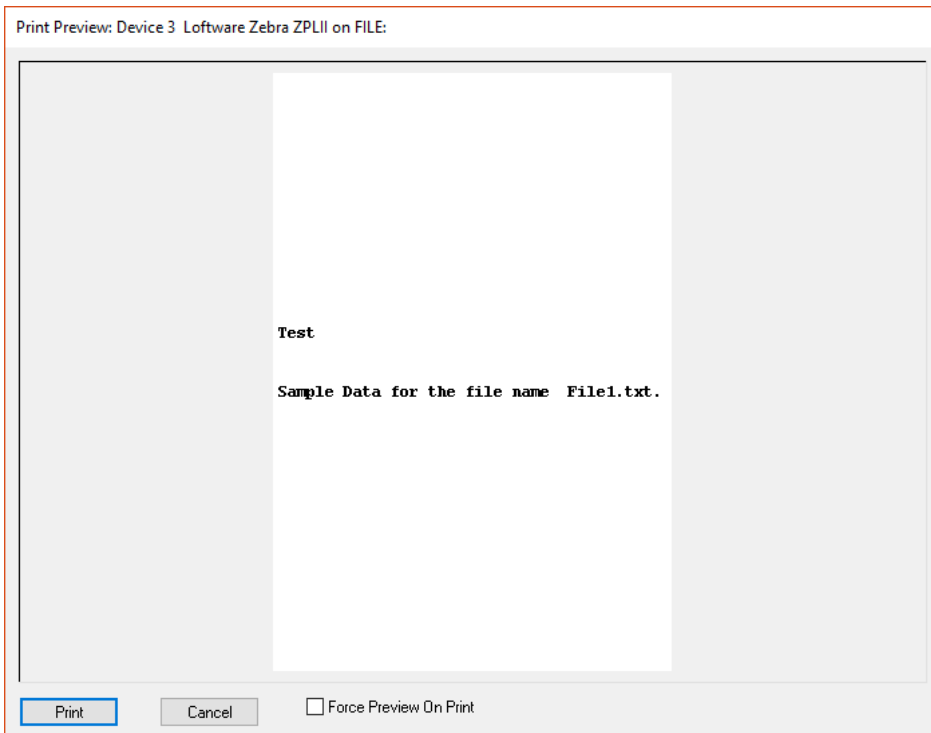 Print Preview: Device 3  Loftware Zebra ZPLII on FILE:
Test
Sample Data for the file name  File1.txt.
Print
Cancel
Force Preview On Print